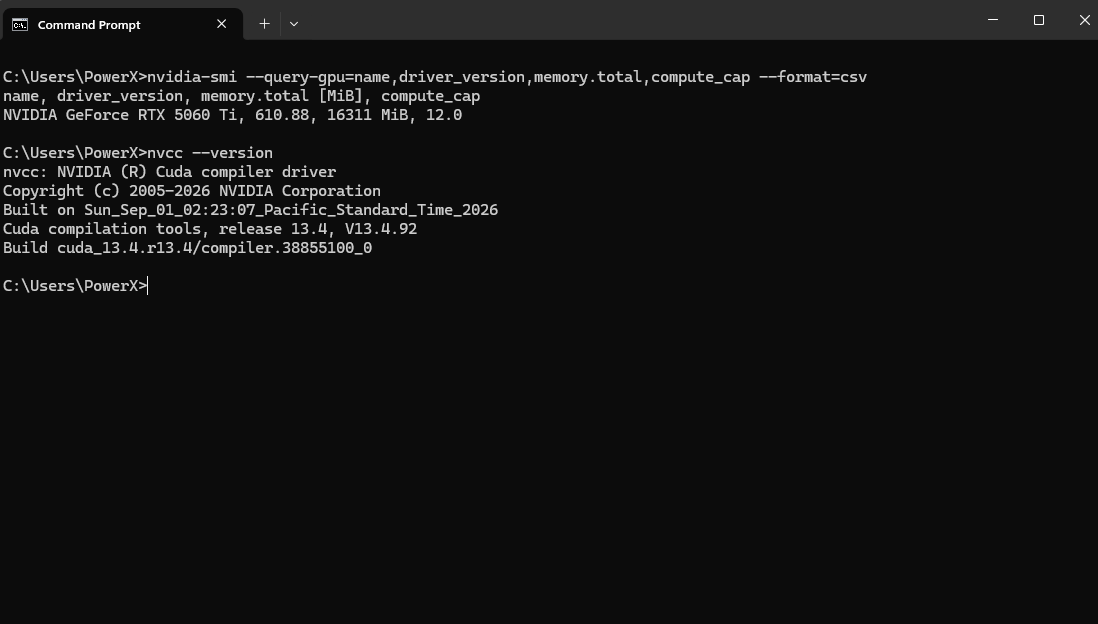 Command Prompt
C:\Users\PowerX>nvidia-smi --query-gpu=name,driver_version,memory.total,compute_cap --format=csv
name, driver_version, memory.total [MiB], compute_cap
NVIDIA GeForce RTX 5060 Ti, 610.88, 16311 MiB, 12.0
C:\Users\PowerX>nvcc --version
nvcc: NVIDIA (R) Cuda compiler driver
Copyright (c) 2005-2026 NVIDIA Corporation
Built on Sun_Sep_01_02:23:07_Pacific_Standard_Time_2026
Cuda compilation tools, release 13.4, V13.4.92
Build cuda_13.4.r13.4/compiler.38855100_0
C:\Users\PowerX>